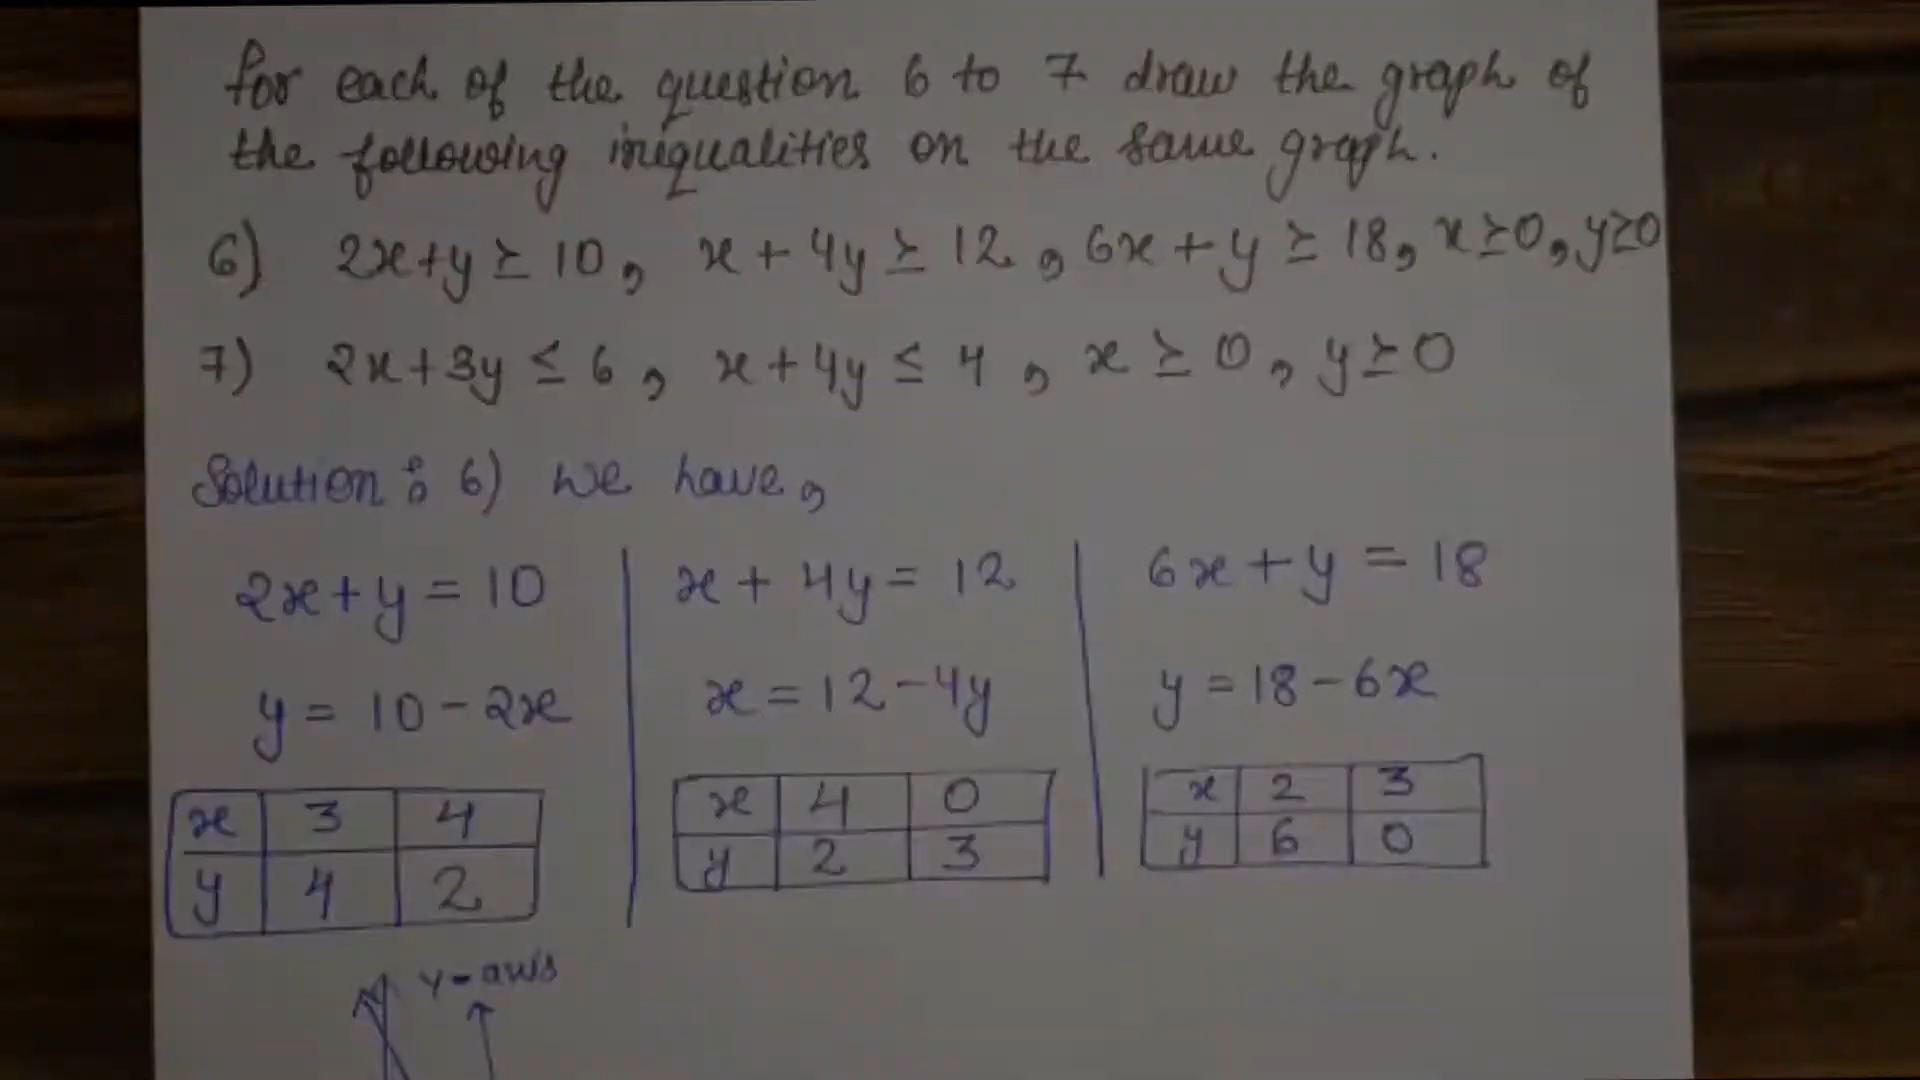 for each of the question 6 to 7 draw the graph of
the following inequalities on the same graph.
6) 2x+y ≥ 10, x + 4y ≥ 12, 6x + y ≥ 18, x ≥ 0, y ≥ 0
7) 2x+3y ≤ 6, x + 4y ≤ 4, x ≥ 0, y ≥ 0
Solution : 6) we have,
2x+y = 10 x + 4y = 12 6x + y = 18
y = 10 - 2x x = 12 - 4y y = 18 - 6x
x 3 4 x 4 0 x 2 3
y 4 2 y 2 3 y 6 0
Y-axis